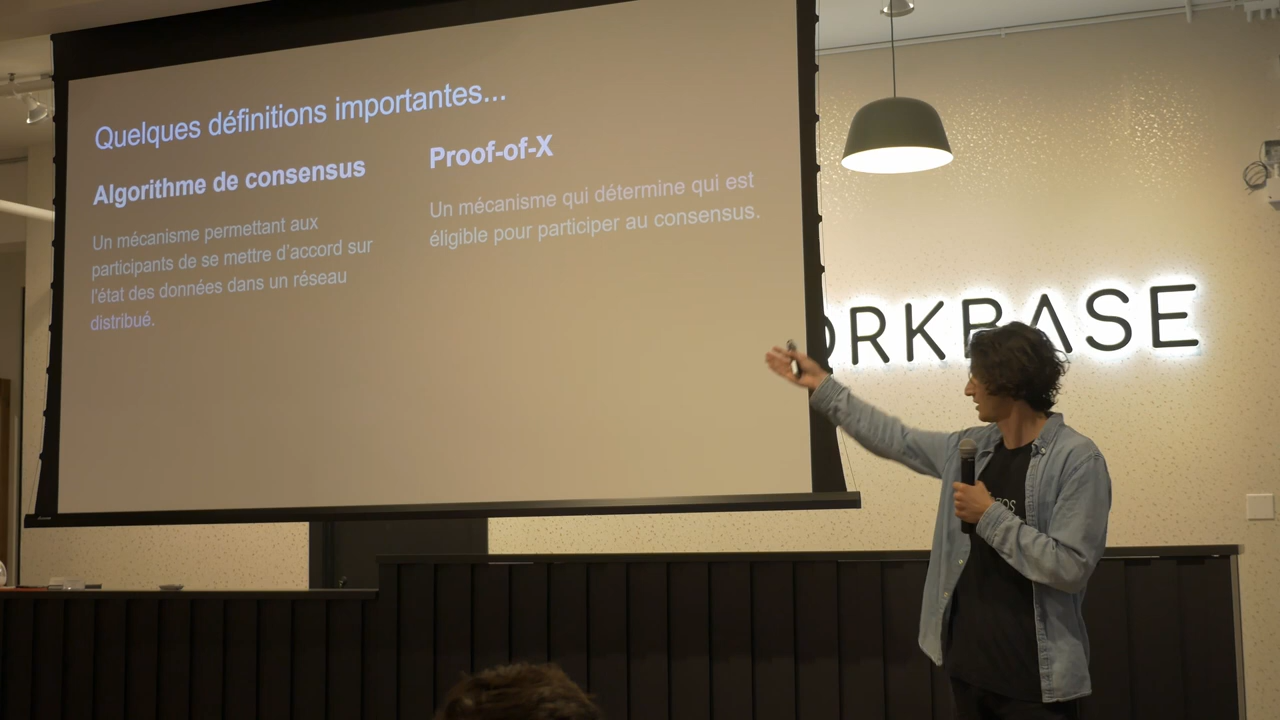 Quelques définitions importantes...
Algorithme de consensus
Un mécanisme permettant aux
participants de se mettre d'accord sur
l'état des données dans un réseau
distribué.
Proof-of-X
Un mécanisme qui détermine qui est
éligible pour participer au consensus.
ORKBASE